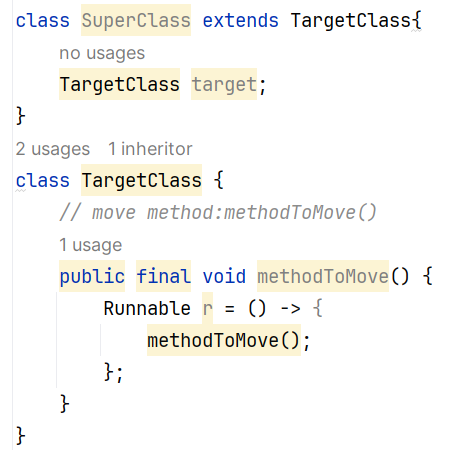 class SuperClass extends TargetClass{
    no usages
    TargetClass target;
}
2 usages   1 inheritor
class TargetClass {
    // move method:methodToMove()
    1 usage
    public final void methodToMove() {
        Runnable r = () -> {
            methodToMove();
        };
    }
}